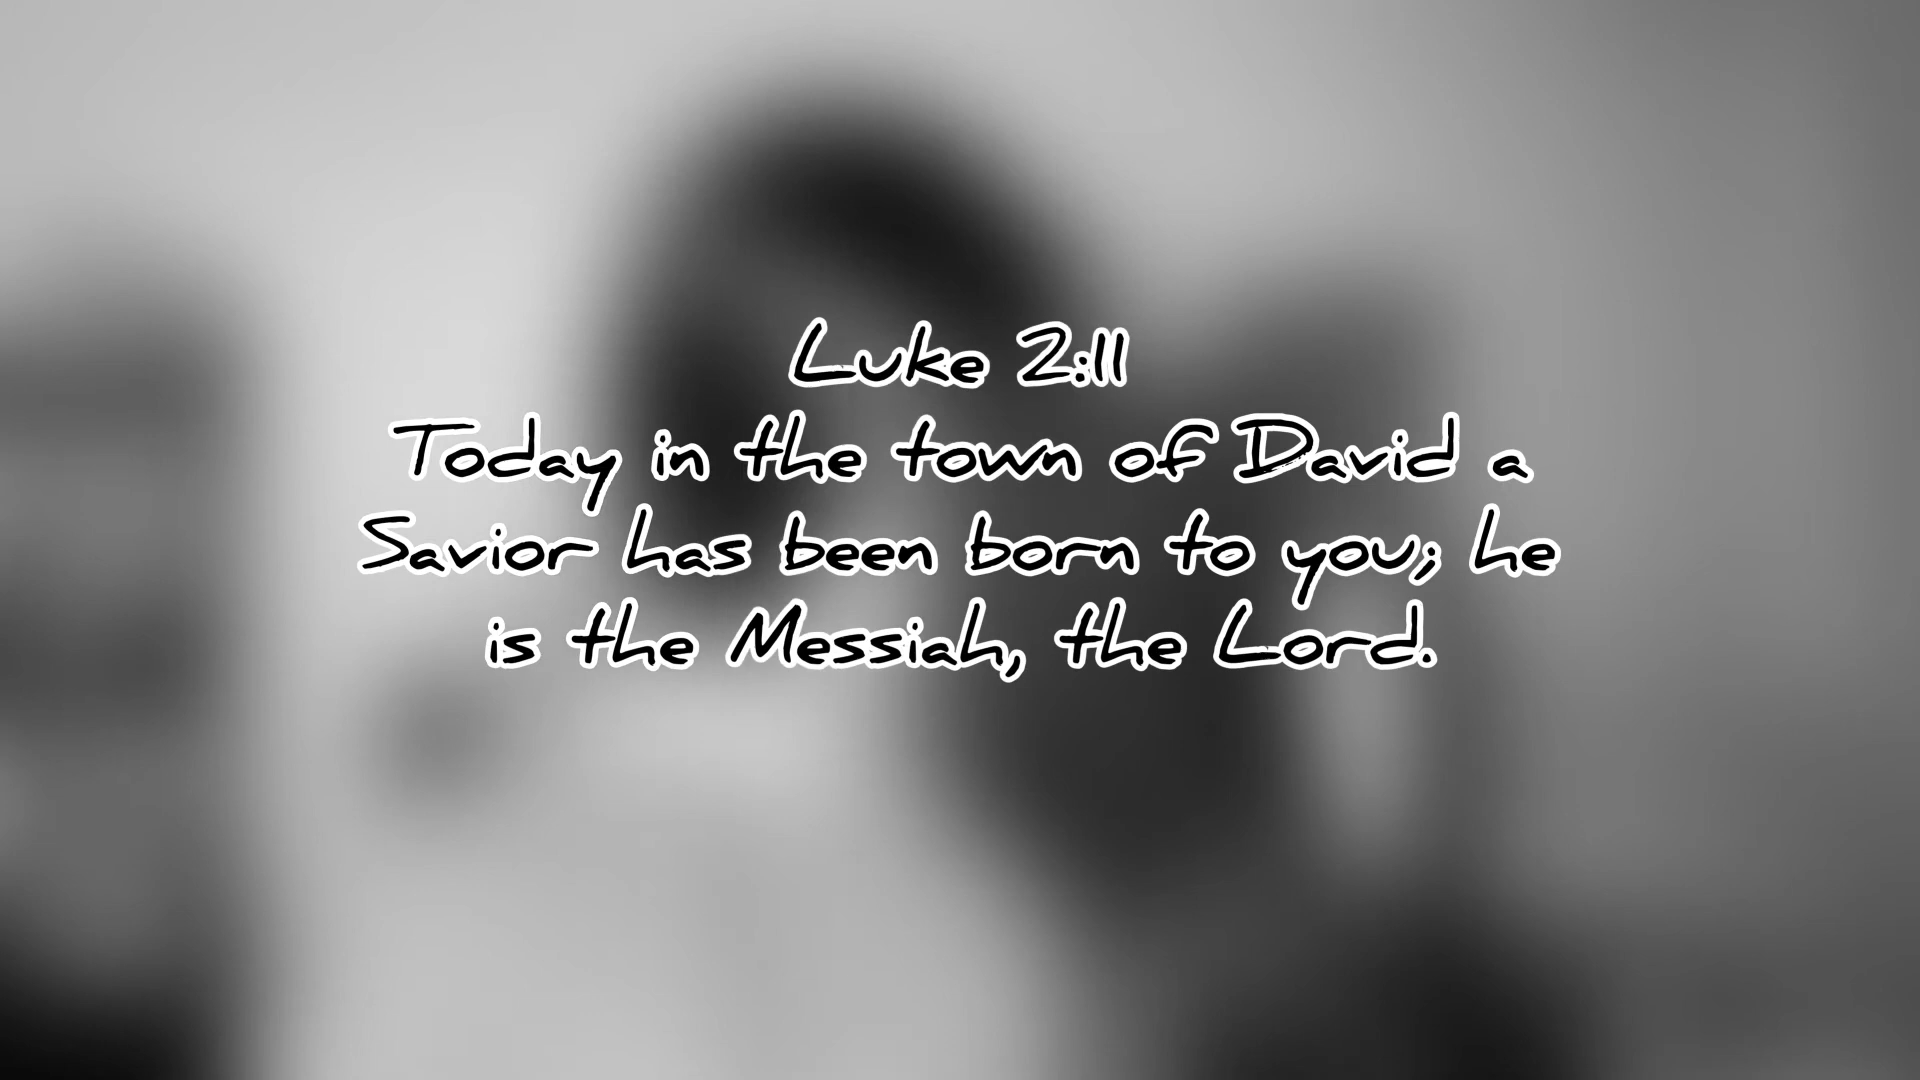 Luke 2:11
Today in the town of David a
Savior has been born to you; he
is the Messiah, the Lord.